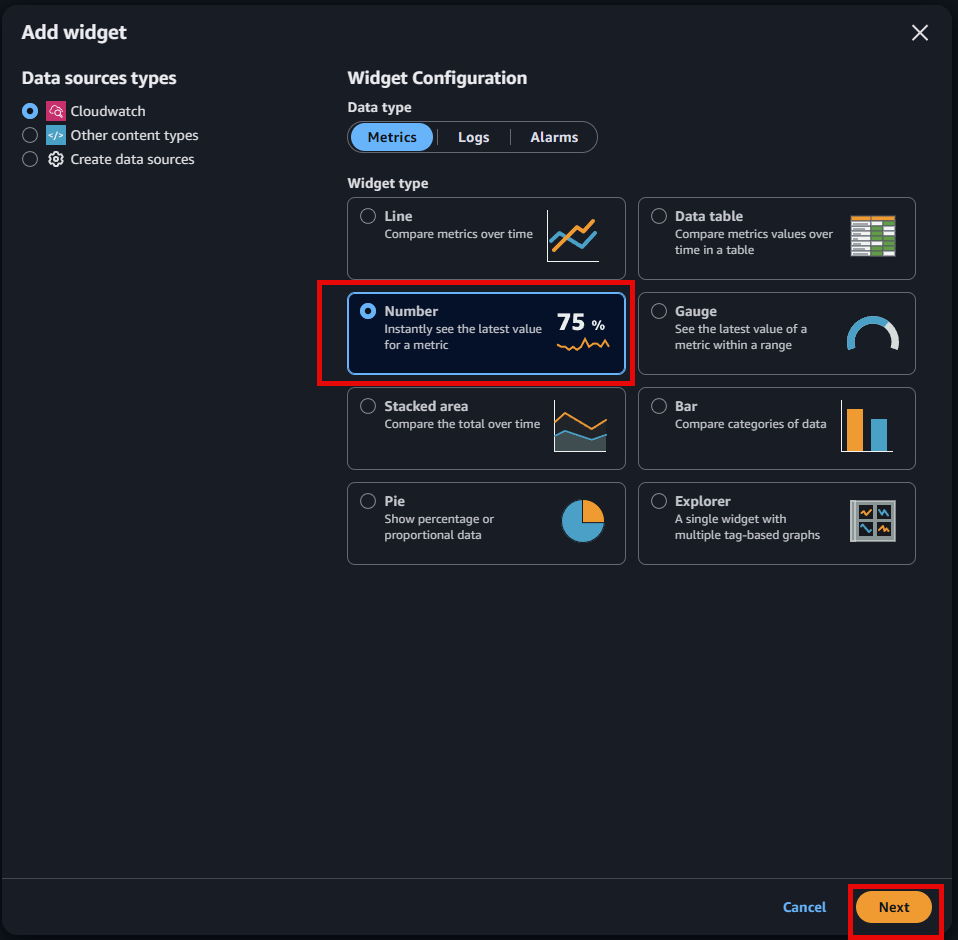 Add widget
Data sources types
Cloudwatch
</>
Other content types
Create data sources
Widget Configuration
Data type
Metrics
Logs
Alarms
Widget type
Line
Compare metrics over time
Data table
Compare metrics values over
time in a table
Number
Instantly see the latest value
for a metric
75 %
Gauge
See the latest value of a
metric within a range
Stacked area
Compare the total over time
Bar
Compare categories of data
Pie
Show percentage or
proportional data
Explorer
A single widget with
multiple tag-based graphs
Cancel
Next